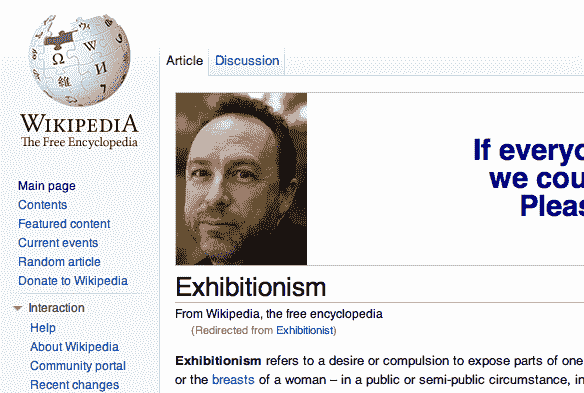 Article Discussion
WIKIPEDIA
The Free Encyclopedia
Main page
Contents
Featured content
Current events
Random article
Donate to Wikipedia
Interaction
Help
About Wikipedia
Community portal
Recent changes
If everyo
we cou
Pleas
Exhibitionism
From Wikipedia, the free encyclopedia
(Redirected from Exhibitionist)
Exhibitionism refers to a desire or compulsion to expose parts of one
or the breasts of a woman – in a public or semi-public circumstance, in